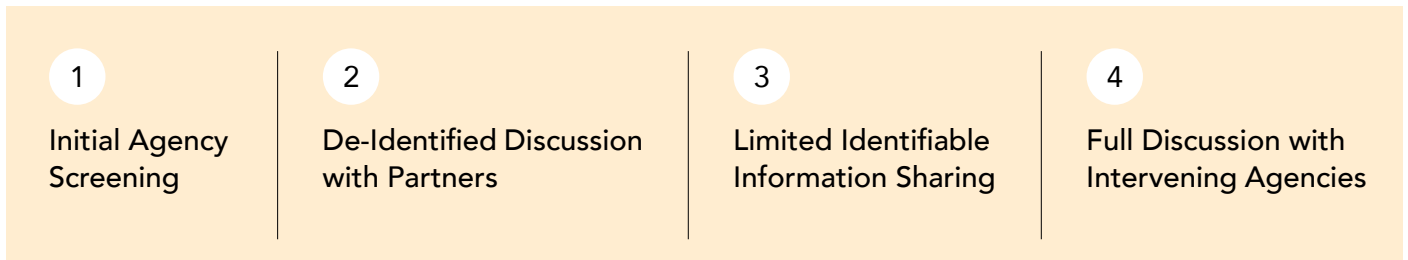 1
Initial Agency
Screening
2
De-Identified Discussion
with Partners
3
Limited Identifiable
Information Sharing
4
Full Discussion with
Intervening Agencies